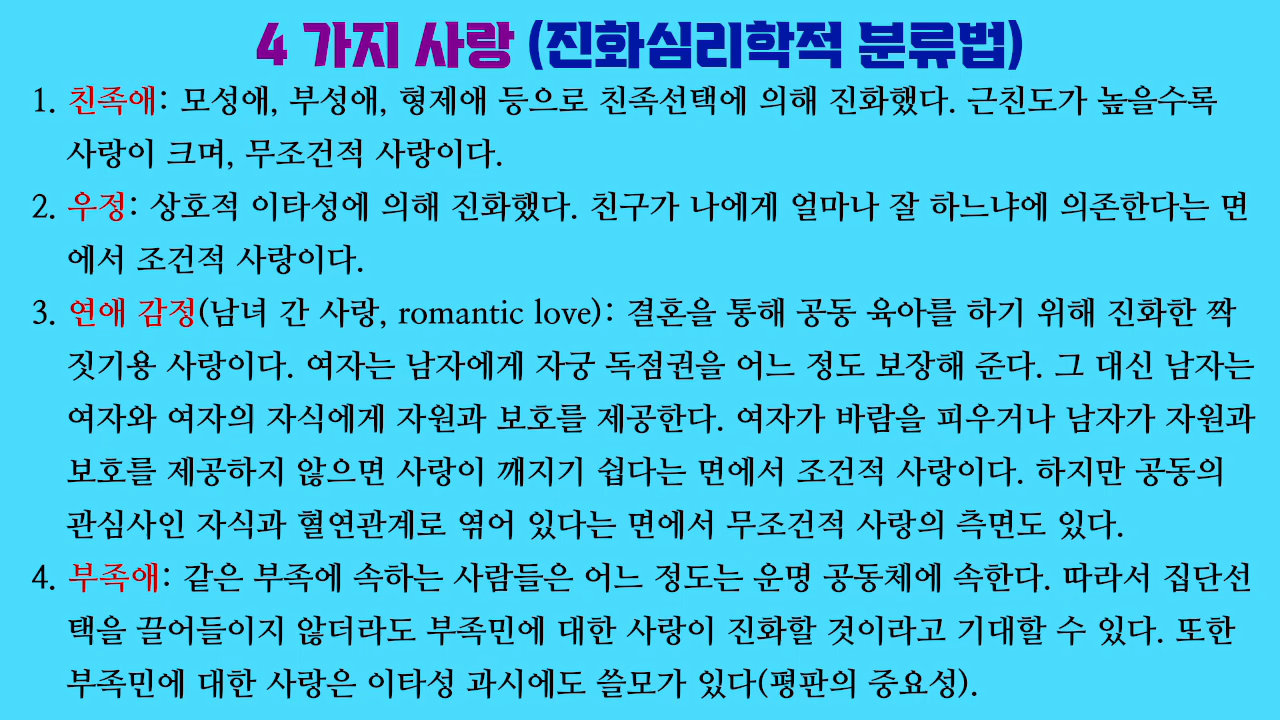 4 가지 사랑 (진화심리학적 분류법)
1. 친족애: 모성애, 부성애, 형제애 등으로 친족선택에 의해 진화했다. 근친도가 높을수록
사랑이 크며, 무조건적 사랑이다.
2. 우정: 상호적 이타성에 의해 진화했다. 친구가 나에게 얼마나 잘 하느냐에 의존한다는 면
에서 조건적 사랑이다.
3. 연애 감정(남녀 간 사랑, romantic love): 결혼을 통해 공동 육아를 하기 위해 진화한 짝
짓기용 사랑이다. 여자는 남자에게 자궁 독점권을 어느 정도 보장해 준다. 그 대신 남자는
여자와 여자의 자식에게 자원과 보호를 제공한다. 여자가 바람을 피우거나 남자가 자원과
보호를 제공하지 않으면 사랑이 깨지기 쉽다는 면에서 조건적 사랑이다. 하지만 공동의
관심사인 자식과 혈연관계로 엮어 있다는 면에서 무조건적 사랑의 측면도 있다.
4. 부족애: 같은 부족에 속하는 사람들은 어느 정도는 운명 공동체에 속한다. 따라서 집단선
택을 끌어들이지 않더라도 부족민에 대한 사랑이 진화할 것이라고 기대할 수 있다. 또한
부족민에 대한 사랑은 이타성 과시에도 쓸모가 있다(평판의 중요성).